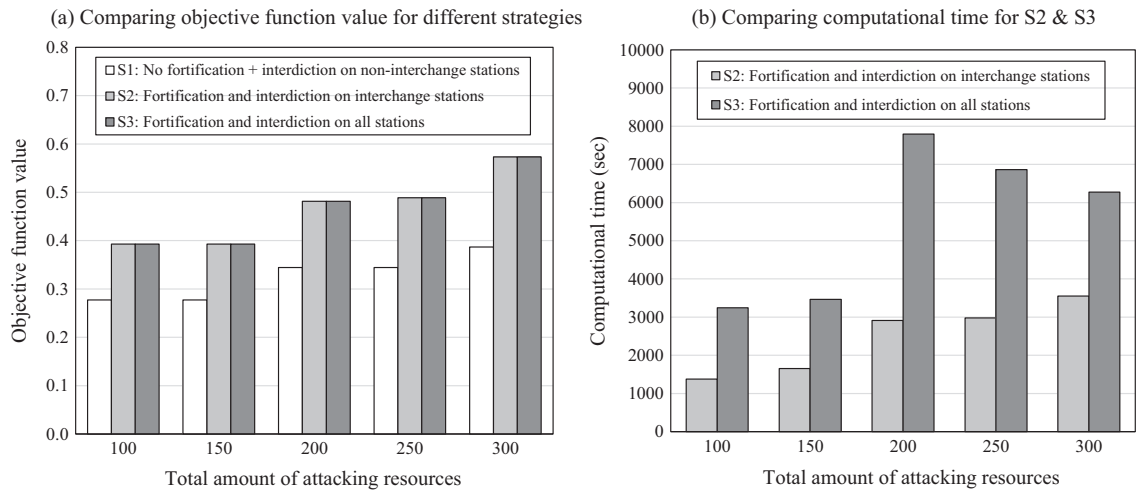 (a) Comparing objective function value for different strategies
0.8
0.7
0.6
0.5
0.4
0.3
0.2
0.1
0.0
Objective function value
S1: No fortification + interdiction on non-interchange stations
S2: Fortification and interdiction on interchange stations
S3: Fortification and interdiction on all stations
100 150 200 250 300
Total amount of attacking resources
(b) Comparing computational time for S2 & S3
10000
9000
8000
7000
6000
5000
4000
3000
2000
1000
0
Computational time (sec)
S2: Fortification and interdiction on interchange stations
S3: Fortification and interdiction on all stations
100 150 200 250 300
Total amount of attacking resources